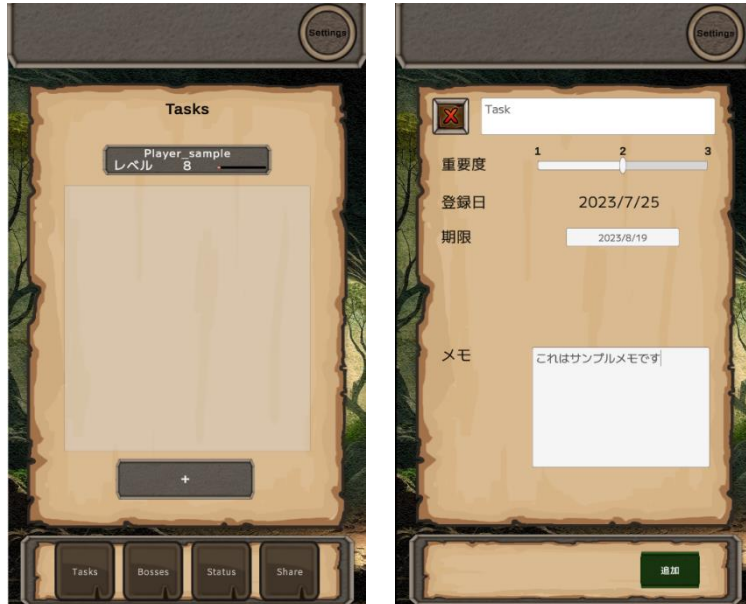 Settings
Tasks
Player_sample
レベル 8
+
Tasks Bosses Status Share
Settings
Task
1 2 3
重要度
登録日 2023/7/25
期限 2023/8/19
メモ これはサンプルメモです
追加